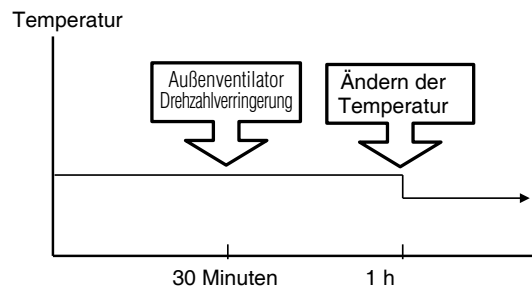 Temperatur
Außenventilator
Drehzahlverringerung
Ändern der
Temperatur
30 Minuten
1 h